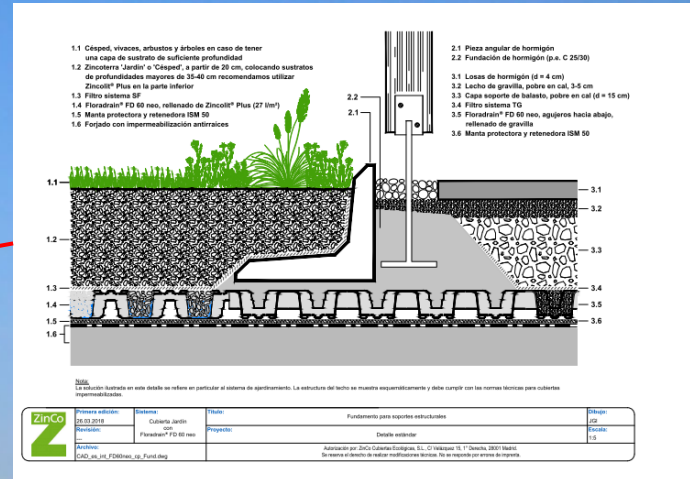 1.1 Césped, vivaces, arbustos y árboles en caso de tener
una capa de sustrato de suficiente profundidad
1.2 Zincoterra 'Jardín' o 'Césped', a partir de 20 cm, colocando sustratos
de profundidades mayores de 35-40 cm recomendamos utilizar
Zincolit® Plus en la parte inferior
1.3 Filtro sistema SF
1.4 Floradrain® FD 60 neo, rellenado de Zincolit® Plus (27 l/m²)
1.5 Manta protectora y retenedora ISM 50
1.6 Forjado con impermeabilización antirraíces
2.1 Pieza angular de hormigón
2.2 Fundación de hormigón (p.e. C 25/30)
3.1 Losas de hormigón (d = 4 cm)
3.2 Lecho de gravilla, pobre en cal, 3-5 cm
3.3 Capa soporte de balasto, pobre en cal (d = 15 cm)
3.4 Filtro sistema TG
3.5 Floradrain® FD 60 neo, agujeros hacia abajo,
rellenado de gravilla
3.6 Manta protectora y retenedora ISM 50
2.2
2.1
1.1
1.2
1.3
1.4
1.5
1.6
3.1
3.2
3.3
3.4
3.5
3.6
Nota:
La solución ilustrada en este detalle se refiere en particular al sistema de ajardinamiento. La estructura del techo se muestra esquemáticamente y debe cumplir con las normas técnicas para cubiertas
impermeabilizadas.
ZinCo
Primera edición:
26.03.2018
Revisión:
—
Sistema:
Cubierta Jardín
con
Floradrain® FD 60 neo
Título:
Fundamento para soportes estructurales
Proyecto:
Detalle estándar
Dibujo:
JGI
Escala:
1:5
Archivo:
CAD_es_int_FD60neo_cp_Fund.dwg
Autorización por: ZinCo Cubiertas Ecológicas, S.L., C/ Velázquez 15, 1° Derecha, 28001 Madrid.
Se reserva el derecho de realizar modificaciones técnicas. No se responde por errores de imprenta.